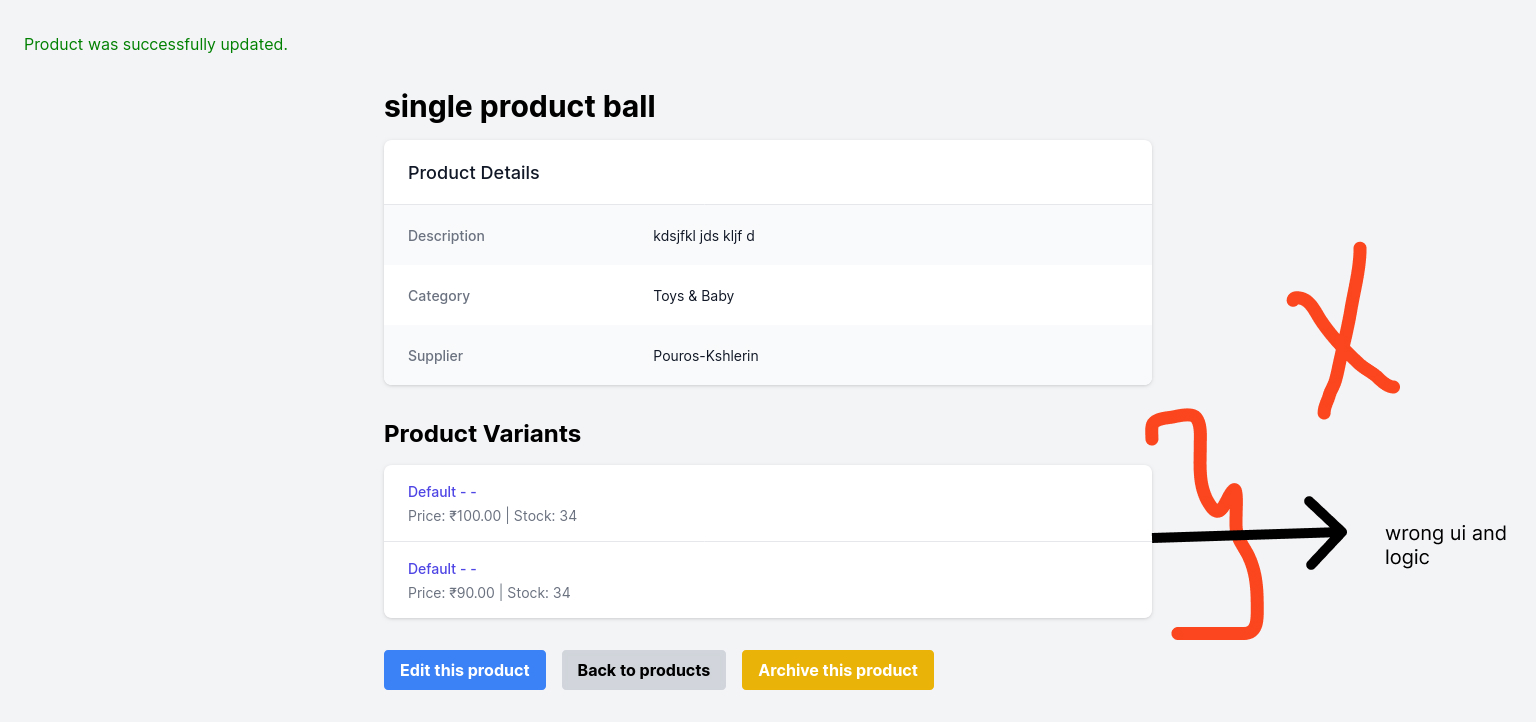 Product was successfully updated.
single product ball
Product Details
Description kdsjfkl jds kljf d
Category Toys & Baby
Supplier Pouros-Kshlerin
Product Variants
Default - -
Price: ₹100.00 | Stock: 34
Default - -
Price: ₹90.00 | Stock: 34
wrong ui and
logic
Edit this product Back to products Archive this product